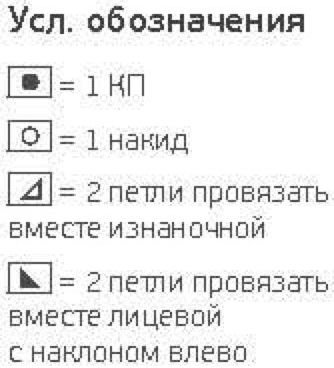 Усл. обозначения
= 1 КП
= 1 накид
= 2 петли провязать
вместе изнаночной
= 2 петли провязать
вместе лицевой
с наклоном влево